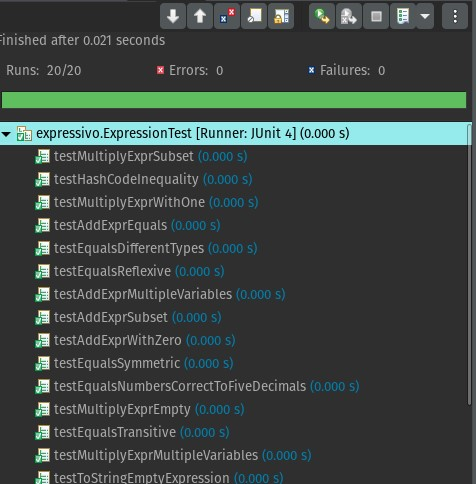 Finished after 0.021 seconds
Runs: 20/20 Errors: 0 Failures: 0
expressivo.ExpressionTest [Runner: JUnit 4] (0.000 s)
testMultiplyExprSubset (0.000 s)
testHashCodeInequality (0.000 s)
testMultiplyExprWithOne (0.000 s)
testAddExprEquals (0.000 s)
testEqualsDifferentTypes (0.000 s)
testEqualsReflexive (0.000 s)
testAddExprMultipleVariables (0.000 s)
testAddExprSubset (0.000 s)
testAddExprWithZero (0.000 s)
testEqualsSymmetric (0.000 s)
testEqualsNumbersCorrectToFiveDecimals (0.000 s)
testMultiplyExprEmpty (0.000 s)
testEqualsTransitive (0.000 s)
testMultiplyExprMultipleVariables (0.000 s)
testToStringEmptyExpression (0.000 s)